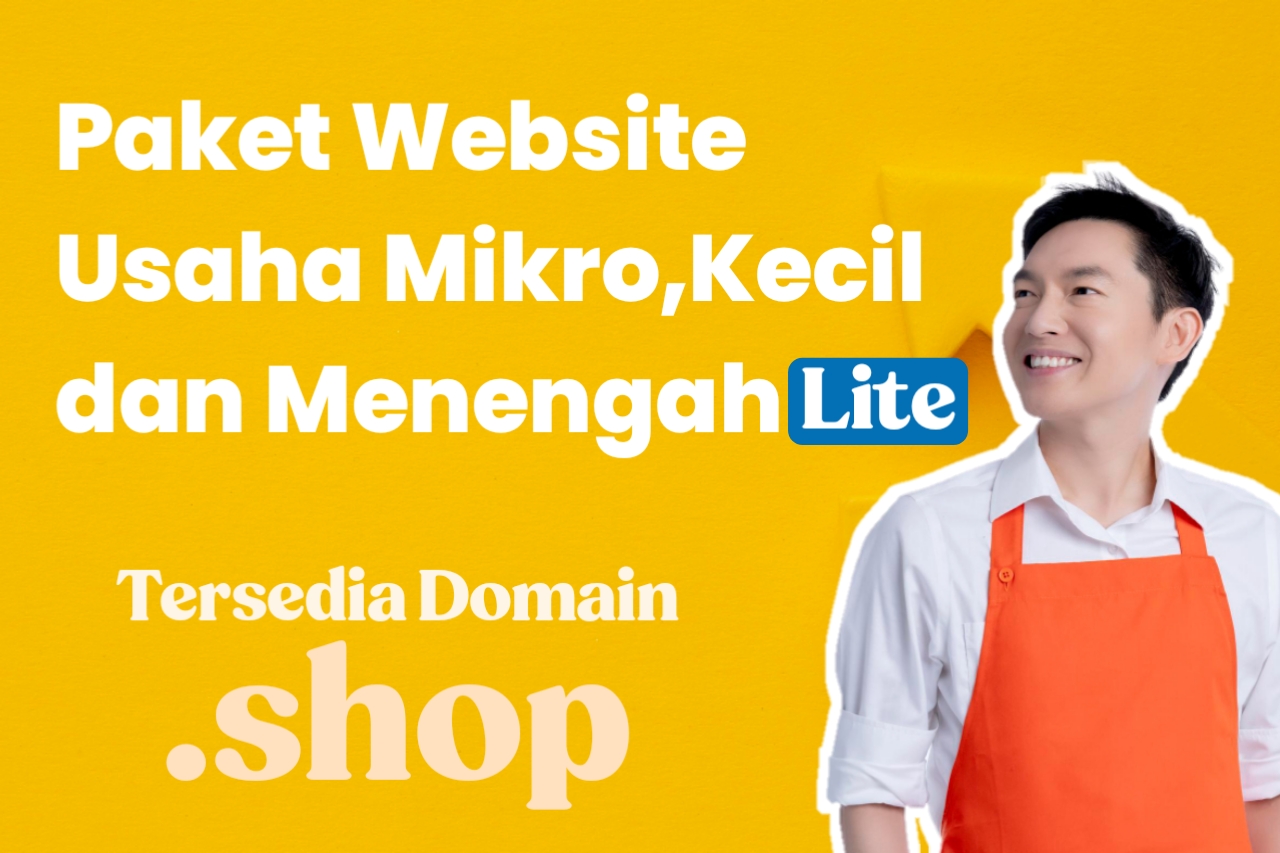 Paket Website
Usaha Mikro,Kecil
dan Menengah Lite
Tersedia Domain
.shop